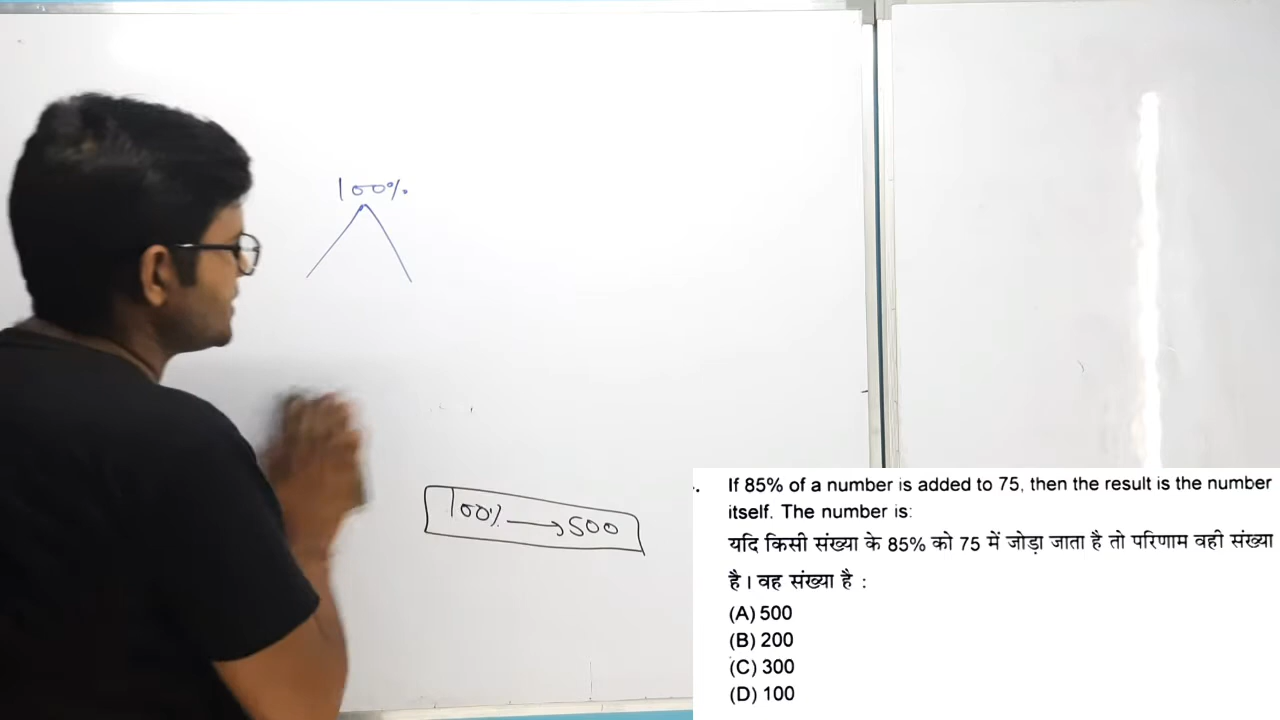 100%
100% → 500
. If 85% of a number is added to 75, then the result is the number
itself. The number is:
यदि किसी संख्या के 85% को 75 में जोड़ा जाता है तो परिणाम वही संख्या
है। वह संख्या है :
(A) 500
(B) 200
(C) 300
(D) 100